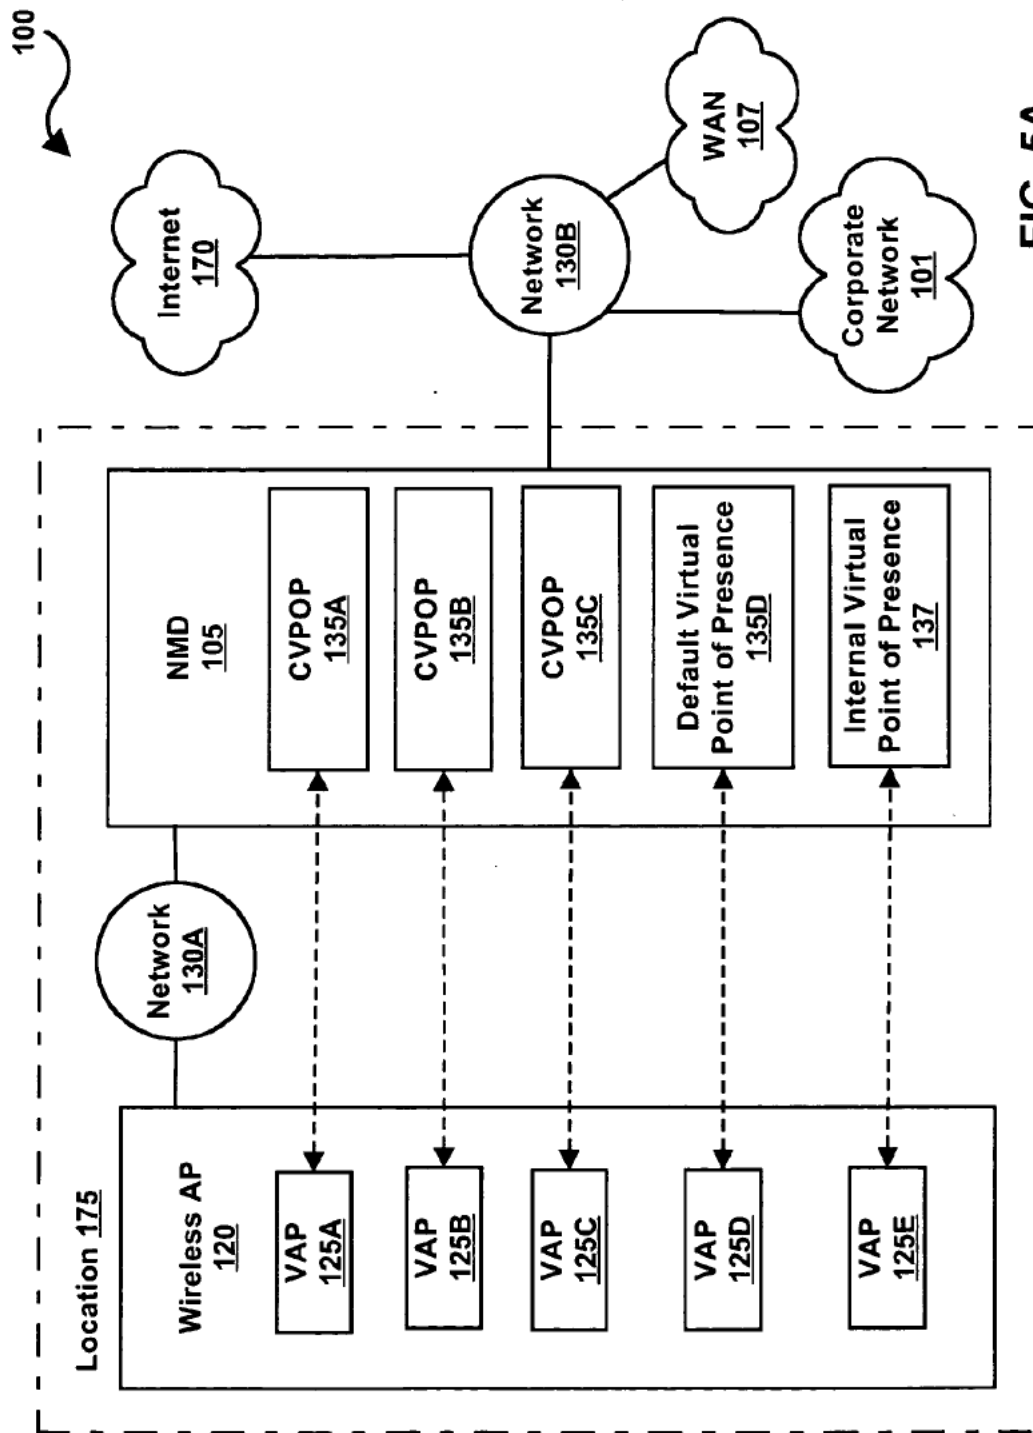 100
Location 175
Wireless AP
120
VAP
125A
VAP
125B
VAP
125C
VAP
125D
VAP
125E
Network
130A
NMD
105
CVPOP
135A
CVPOP
135B
CVPOP
135C
Default Virtual
Point of Presence
135D
Internal Virtual
Point of Presence
137
Internet
170
Network
130B
WAN
107
Corporate
Network
101
FIG. 5A